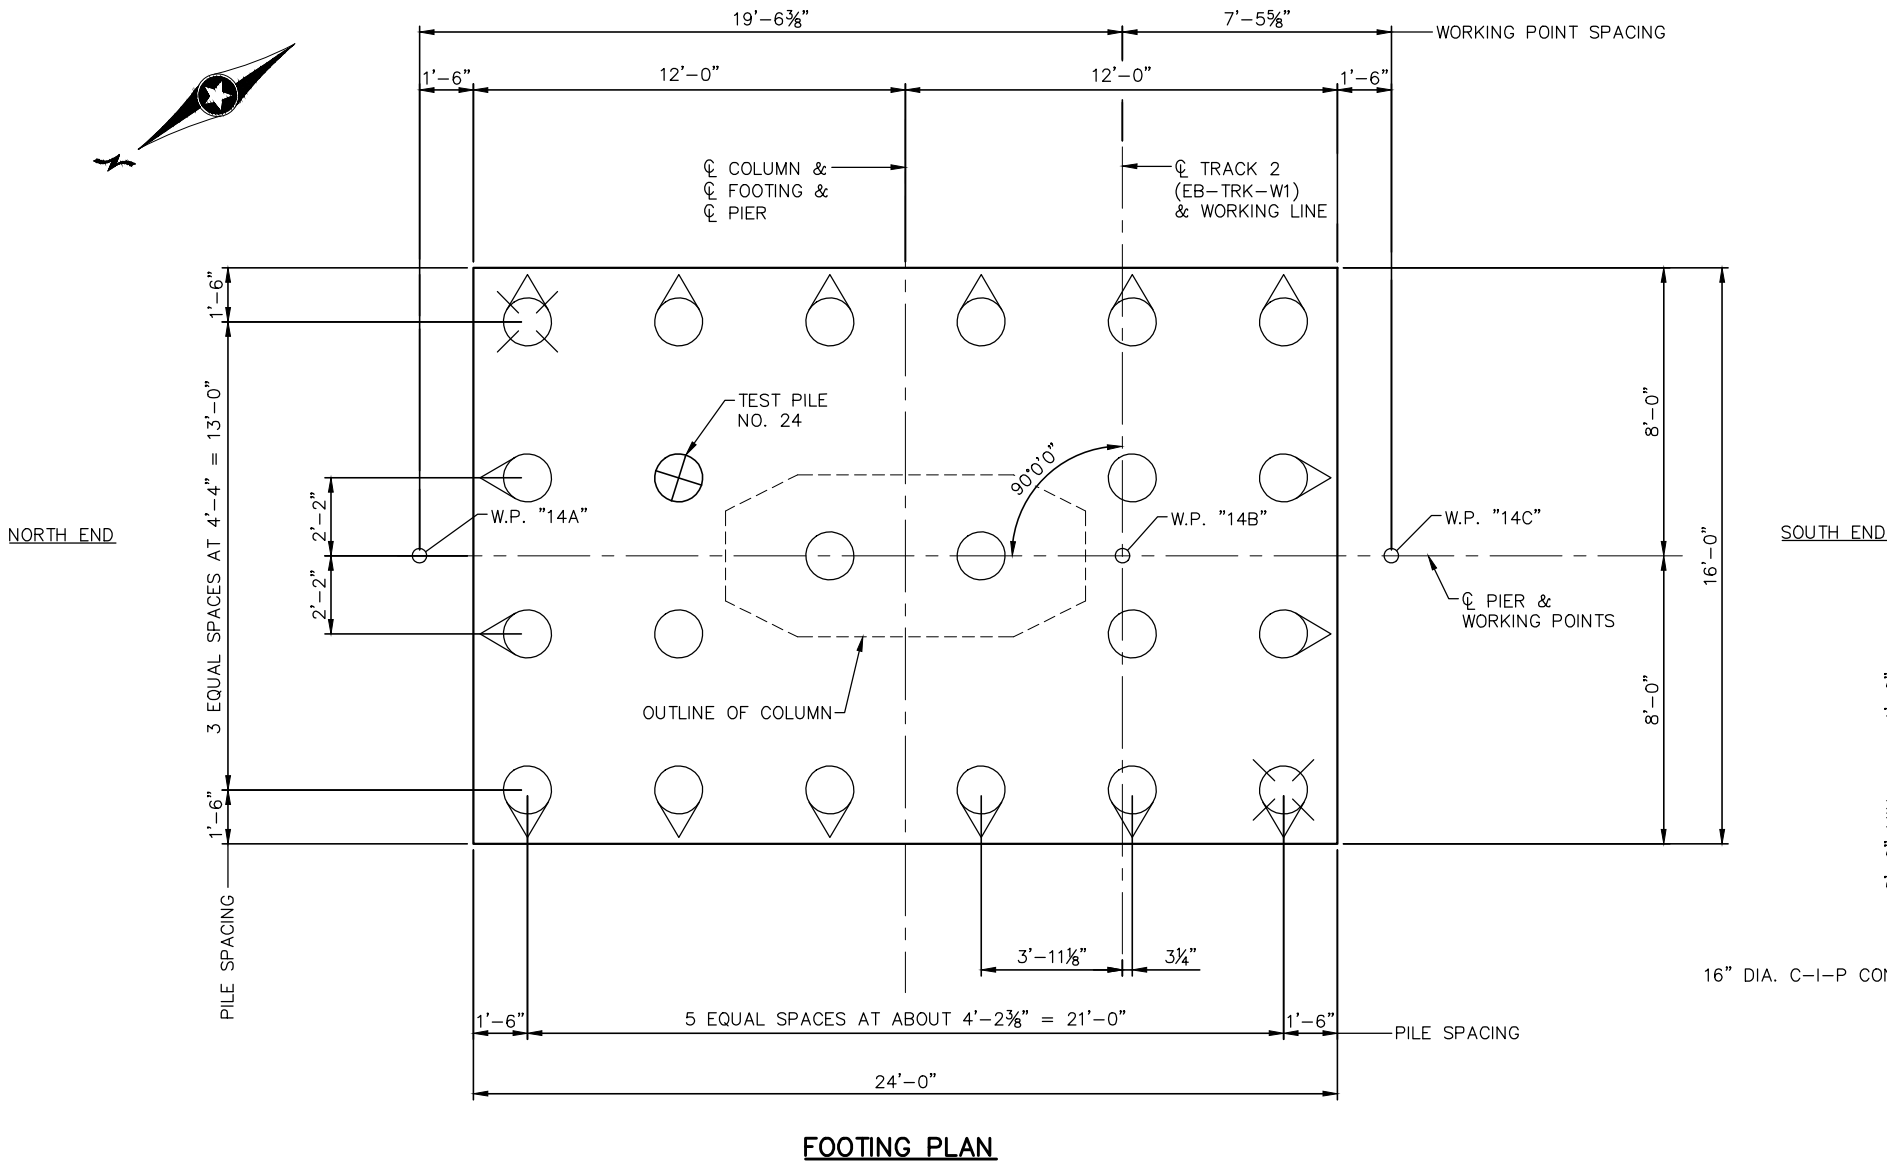 19'-6⅜"
7'-5⅝"
WORKING POINT SPACING
1'-6"
12'-0"
12'-0"
1'-6"
℄ COLUMN &
℄ FOOTING &
℄ PIER
℄ TRACK 2
(EB-TRK-W1)
& WORKING LINE
1'-6"
3 EQUAL SPACES AT 4'-4" = 13'-0"
1'-6"
PILE SPACING
TEST PILE
NO. 24
90°0'0"
8'-0"
8'-0"
16'-0"
2'-2"
2'-2"
NORTH END
W.P. "14A"
W.P. "14B"
W.P. "14C"
SOUTH END
℄ PIER &
WORKING POINTS
OUTLINE OF COLUMN
3'-11⅛"
3¼"
16" DIA. C-I-P
1'-6"
5 EQUAL SPACES AT ABOUT 4'-2⅜" = 21'-0"
1'-6"
PILE SPACING
24'-0"
FOOTING PLAN